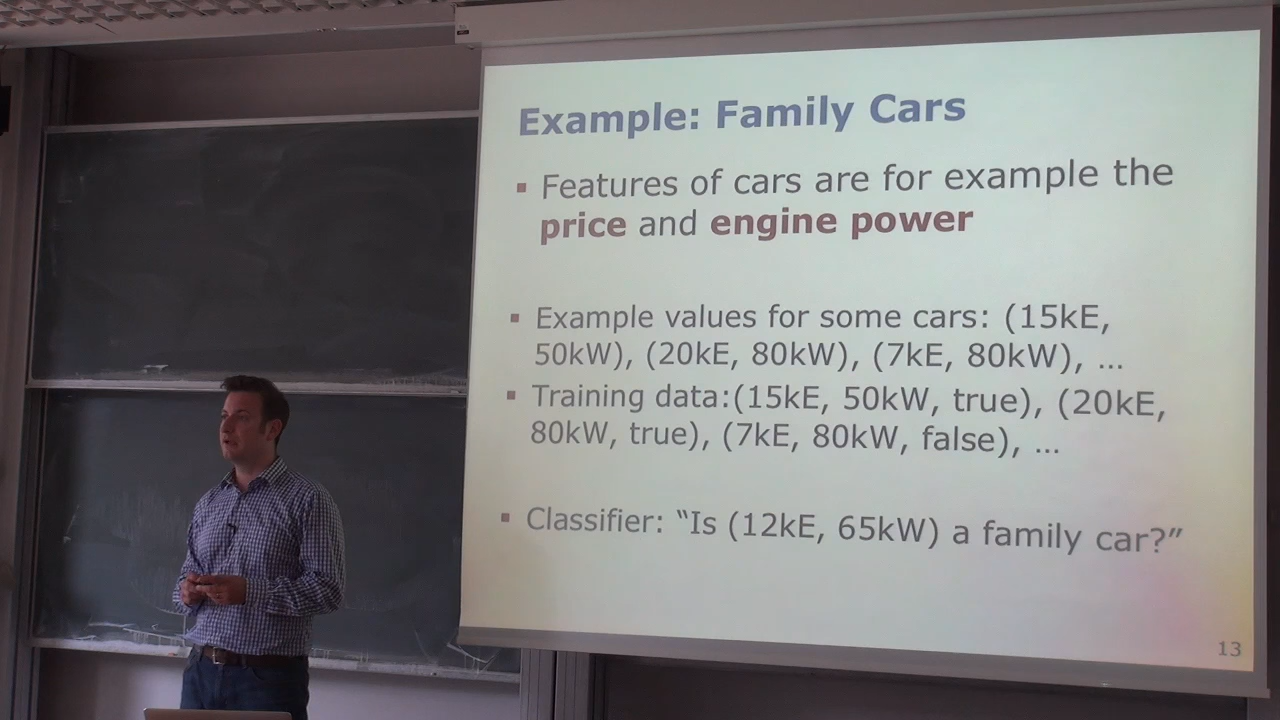 Example: Family Cars
▪ Features of cars are for example the
price and engine power
▪ Example values for some cars: (15kE,
50kW), (20kE, 80kW), (7kE, 80kW), ...
▪ Training data:(15kE, 50kW, true), (20kE,
80kW, true), (7kE, 80kW, false), ...
▪ Classifier: “Is (12kE, 65kW) a family car?”
13